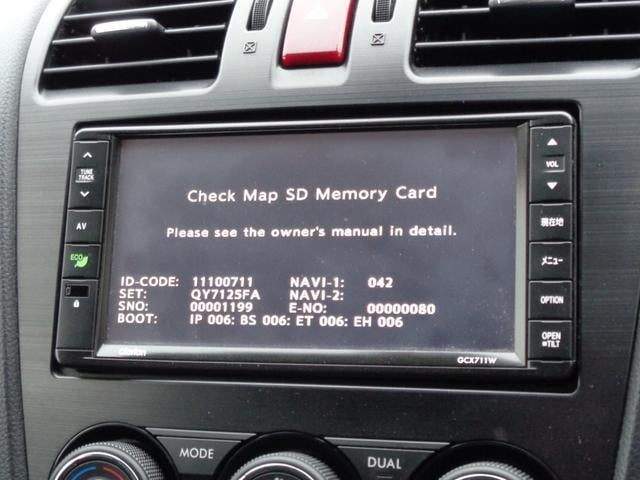 TUNE
TRACK
AV
ECO
Check Map SD Memory Card
Please see the owner's manual in detail.
ID-CODE: 11100711 NAVI-1: 042
SET: QY7125FA NAVI-2:
SNO: 00001199 E-NO: 00000080
BOOT: IP 006: BS 006: ET 006: EH 006
VOL
現在地
メニュー
OPTION
OPEN
TILT
clarion
GCX711W
MODE
DUAL